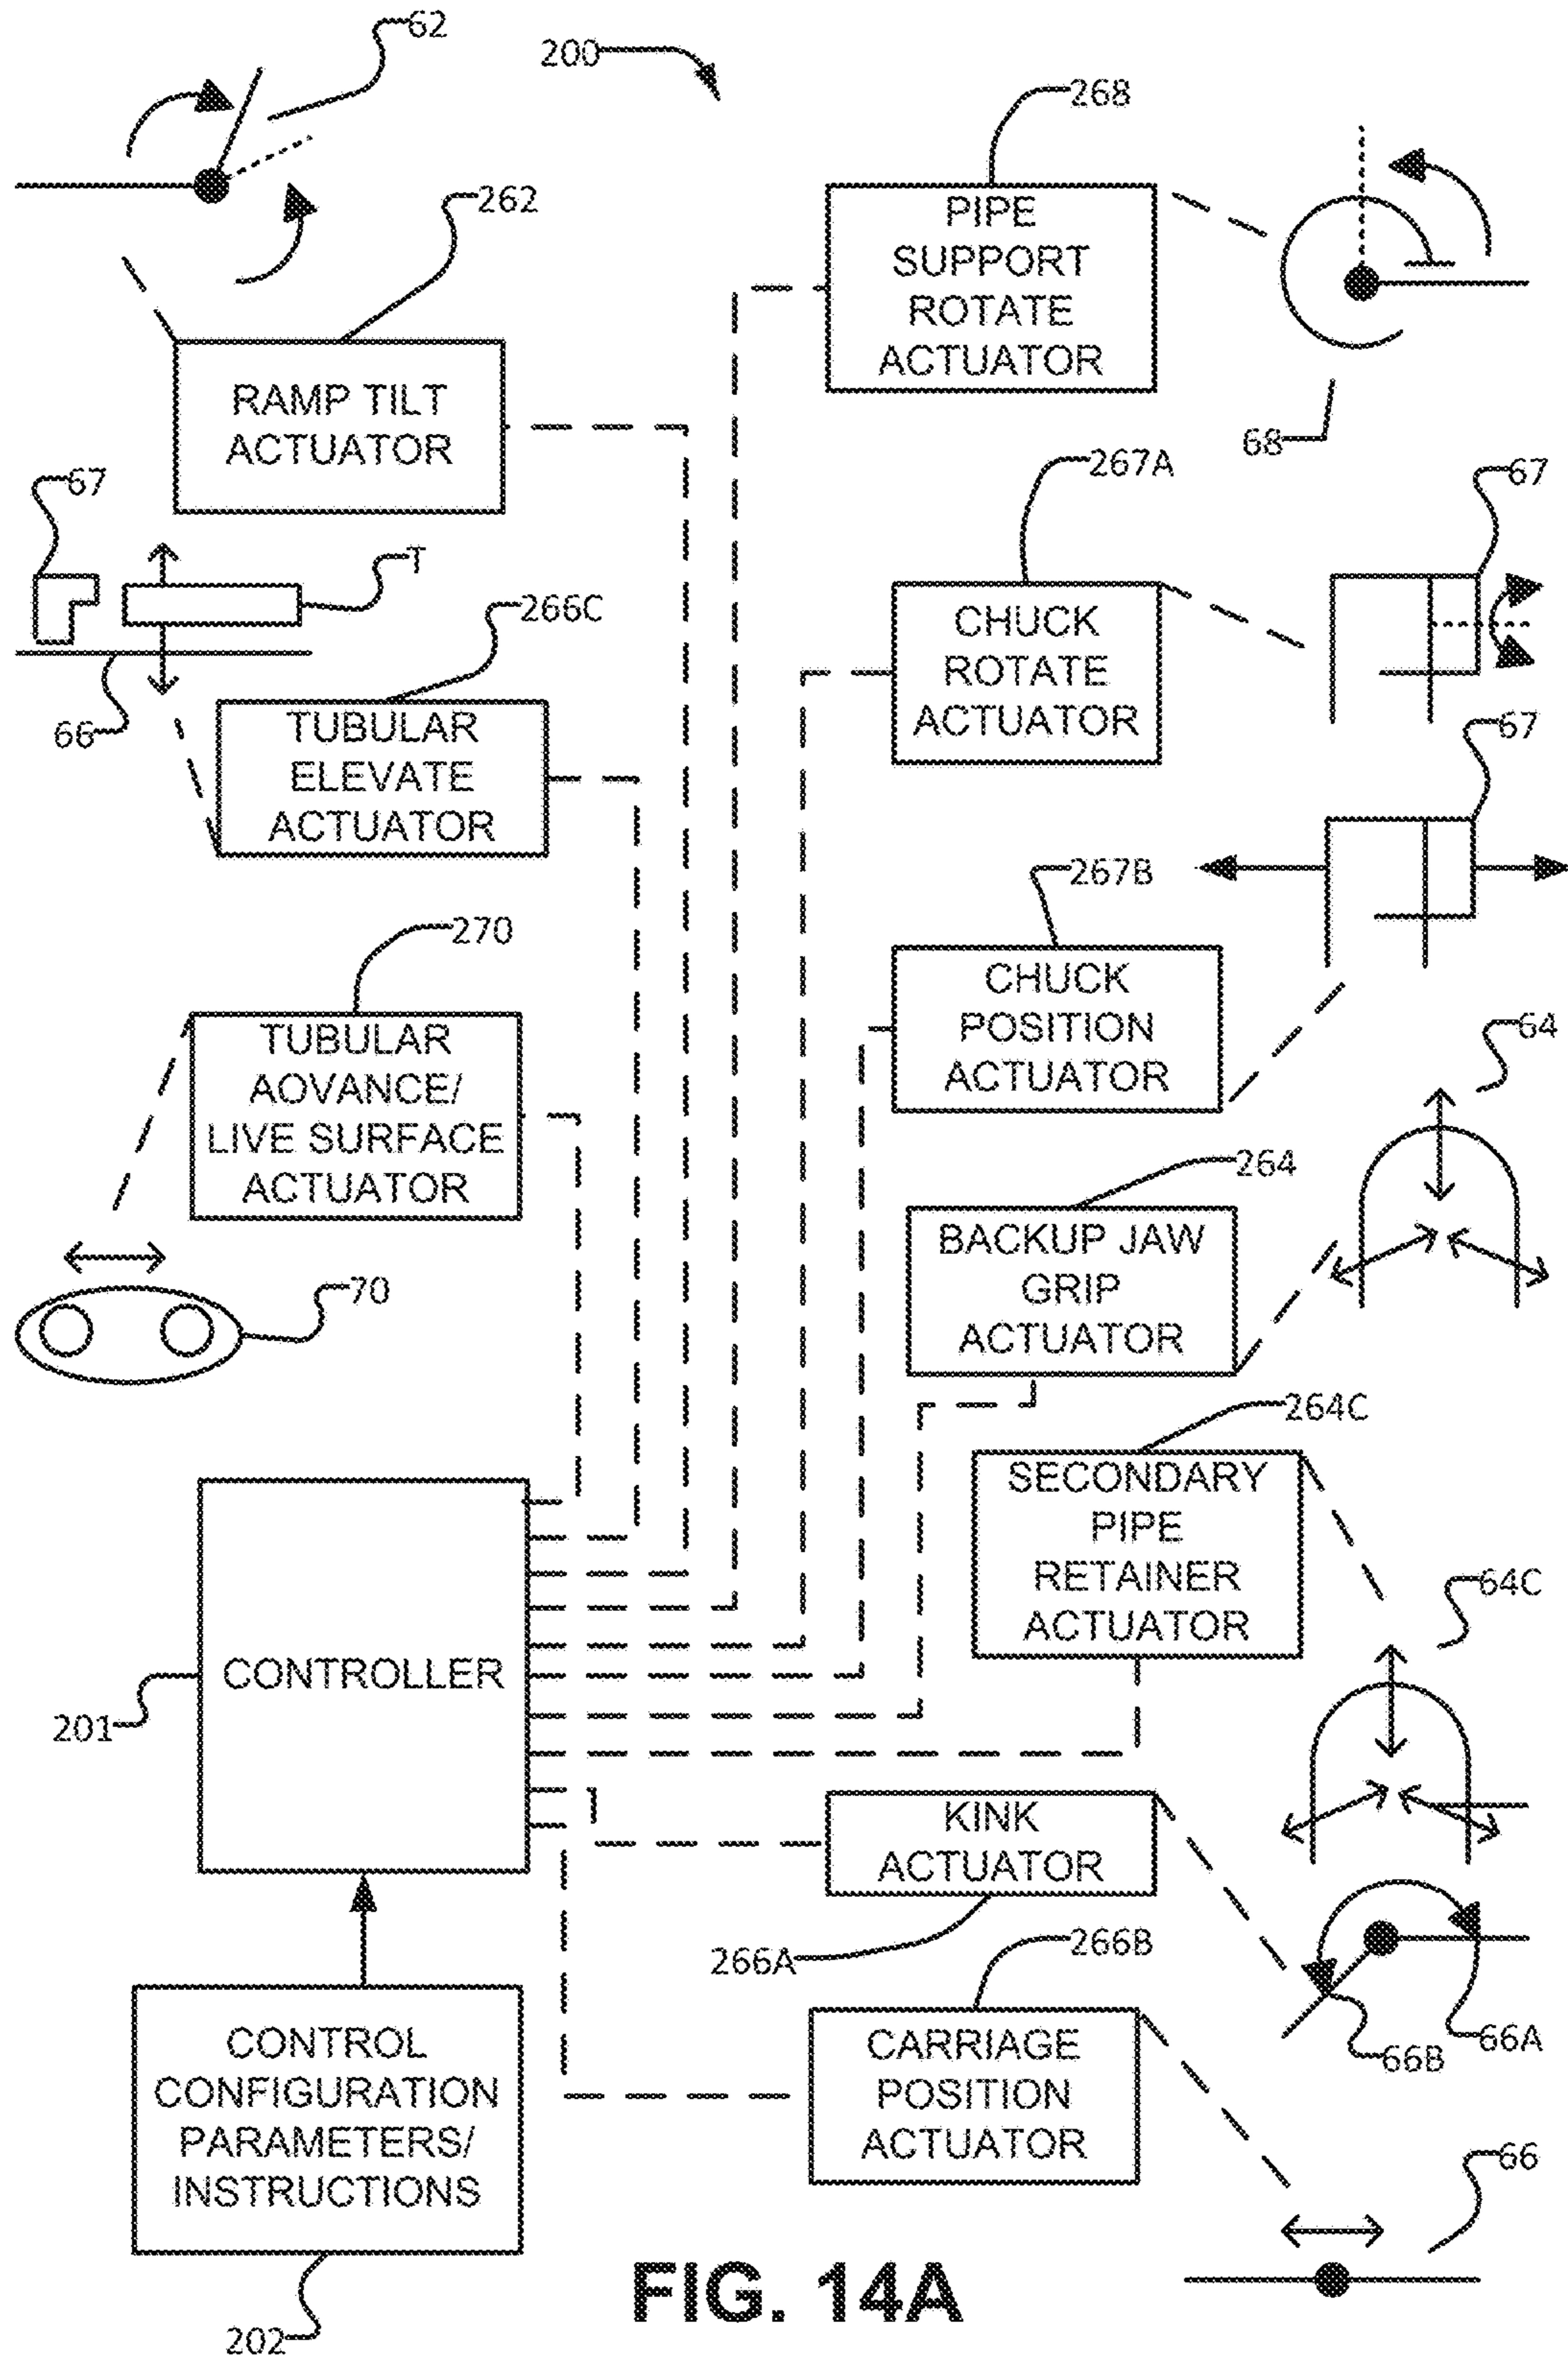 62
200
268
PIPE
SUPPORT
ROTATE
ACTUATOR
262
RAMP TILT
ACTUATOR
68
67
T
266C
66
TUBULAR
ELEVATE
ACTUATOR
267A
67
CHUCK
ROTATE
ACTUATOR
67
267B
CHUCK
POSITION
ACTUATOR
270
TUBULAR
AOVANCE/
LIVE SURFACE
ACTUATOR
70
64
264
BACKUP JAW
GRIP
ACTUATOR
264C
SECONDARY
PIPE
RETAINER
ACTUATOR
64C
CONTROLLER
201
KINK
ACTUATOR
266A
266B
66B
66A
CARRIAGE
POSITION
ACTUATOR
66
CONTROL
CONFIGURATION
PARAMETERS/
INSTRUCTIONS
202
FIG. 14A